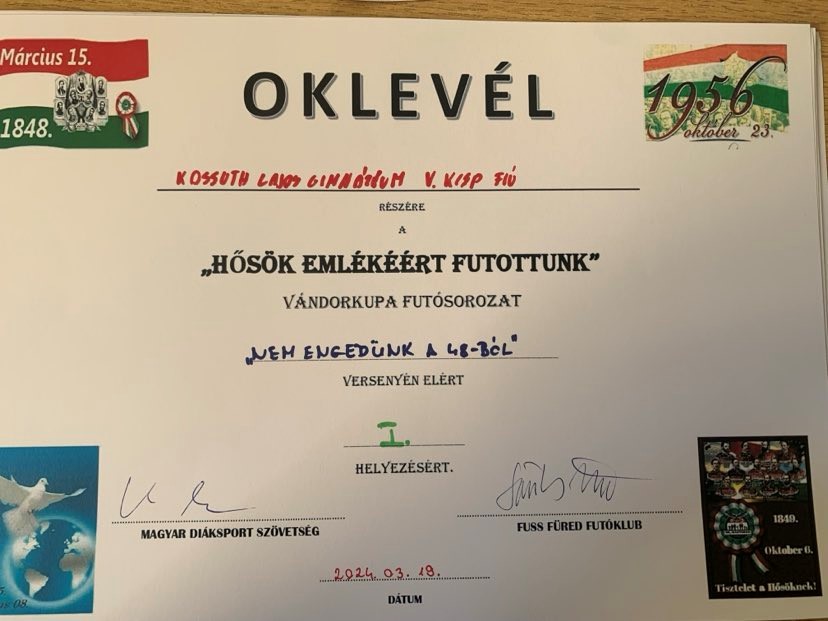 Március 15.
1848.
OKLEVÉL
1956
október 23.
KOSSUTH LAJOS GIMNÁZIUM V. KCSP FIÚ
RÉSZÉRE
A
„HŐSÖK EMLÉKÉÉRT FUTOTTUNK”
VÁNDORKUPA FUTÓSOROZAT
„NEM ENGEDÜNK A 48-BÓL"
VERSENYÉN ELÉRT
I.
HELYEZÉSÉRT.
MAGYAR DIÁKSPORT SZÖVETSÉG
FUSS FÜRED FUTÓKLUB
2024. 03. 19.
DÁTUM
08.
1849.
Október 6.
Tisztelet a Hősöknek!